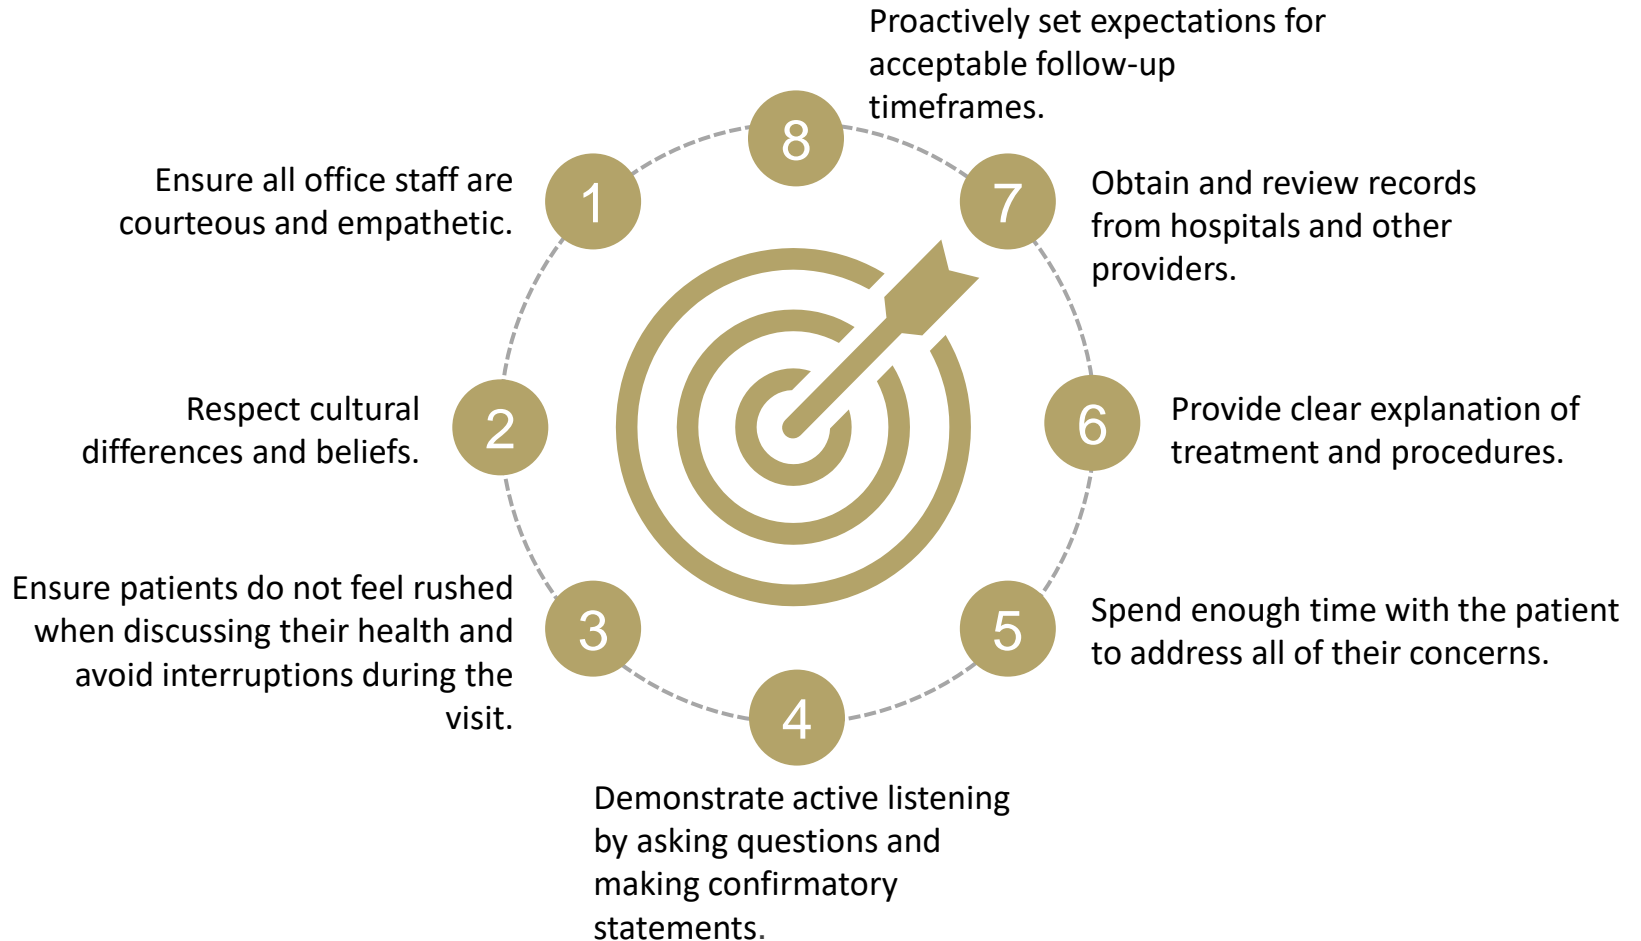 8
Proactively set expectations for
acceptable follow-up
timeframes.
1
Ensure all office staff are
courteous and empathetic.
7
Obtain and review records
from hospitals and other
providers.
2
Respect cultural
differences and beliefs.
6
Provide clear explanation of
treatment and procedures.
3
Ensure patients do not feel rushed
when discussing their health and
avoid interruptions during the
visit.
5
Spend enough time with the patient
to address all of their concerns.
4
Demonstrate active listening
by asking questions and
making confirmatory
statements.